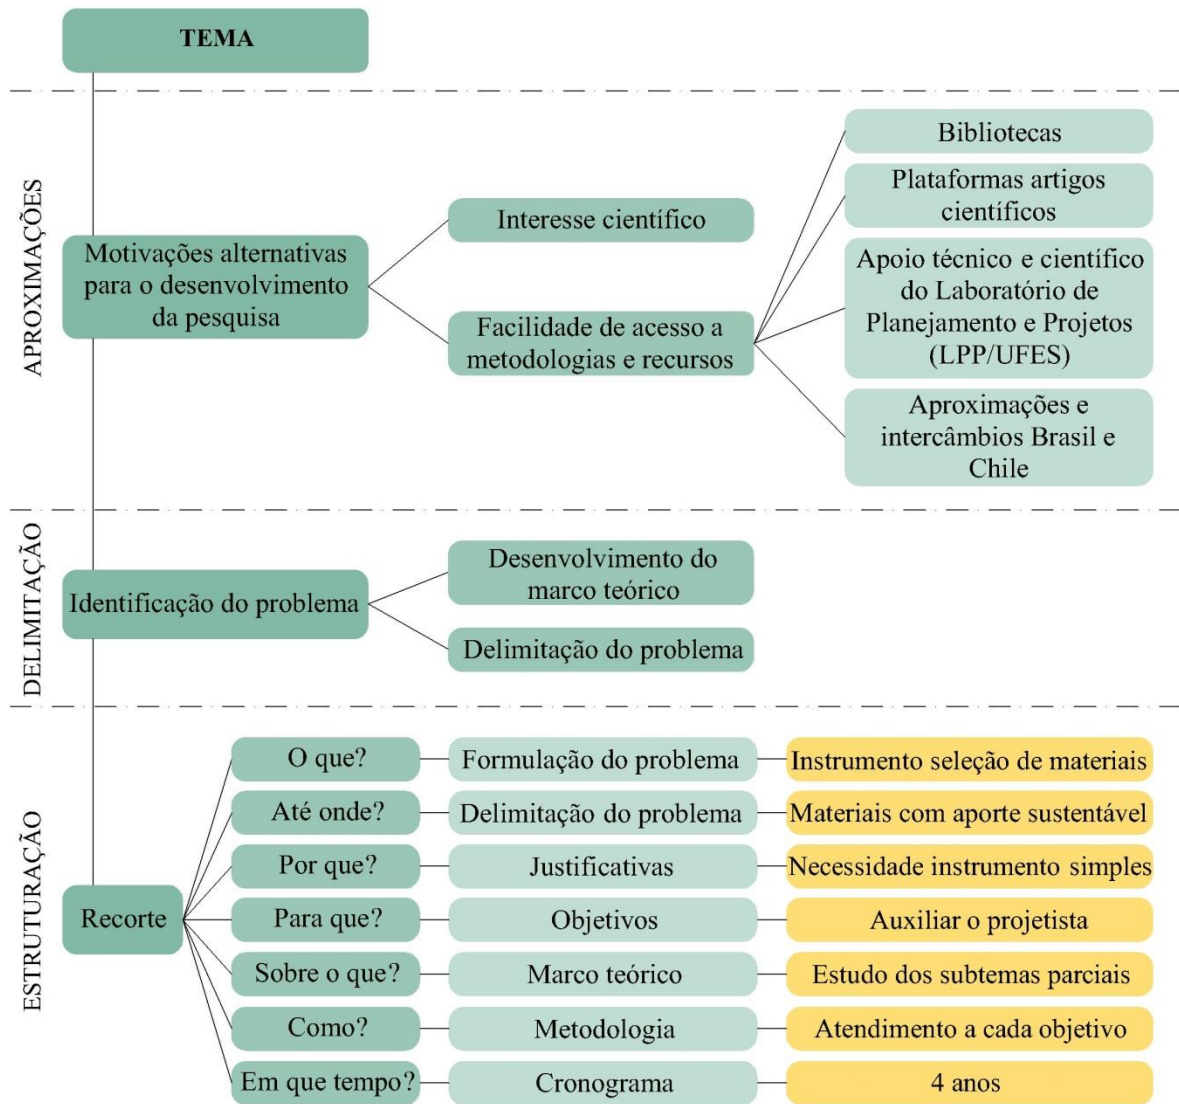 TEMA
APROXIMAÇÕES
Motivações alternativas
para o desenvolvimento
da pesquisa
Interesse científico
Facilidade de acesso a
metodologias e recursos
Bibliotecas
Plataformas artigos
científicos
Apoio técnico e científico
do Laboratório de
Planejamento e Projetos
(LPP/UFES)
Aproximações e
intercâmbios Brasil e
Chile
DELIMITAÇÃO
Identificação do problema
Desenvolvimento do
marco teórico
Delimitação do problema
ESTRUTURAÇÃO
Recorte
O que?
Formulação do problema
Instrumento seleção de materiais
Até onde?
Delimitação do problema
Materiais com aporte sustentável
Por que?
Justificativas
Necessidade instrumento simples
Para que?
Objetivos
Auxiliar o projetista
Sobre o que?
Marco teórico
Estudo dos subtemas parciais
Como?
Metodologia
Atendimento a cada objetivo
Em que tempo?
Cronograma
4 anos